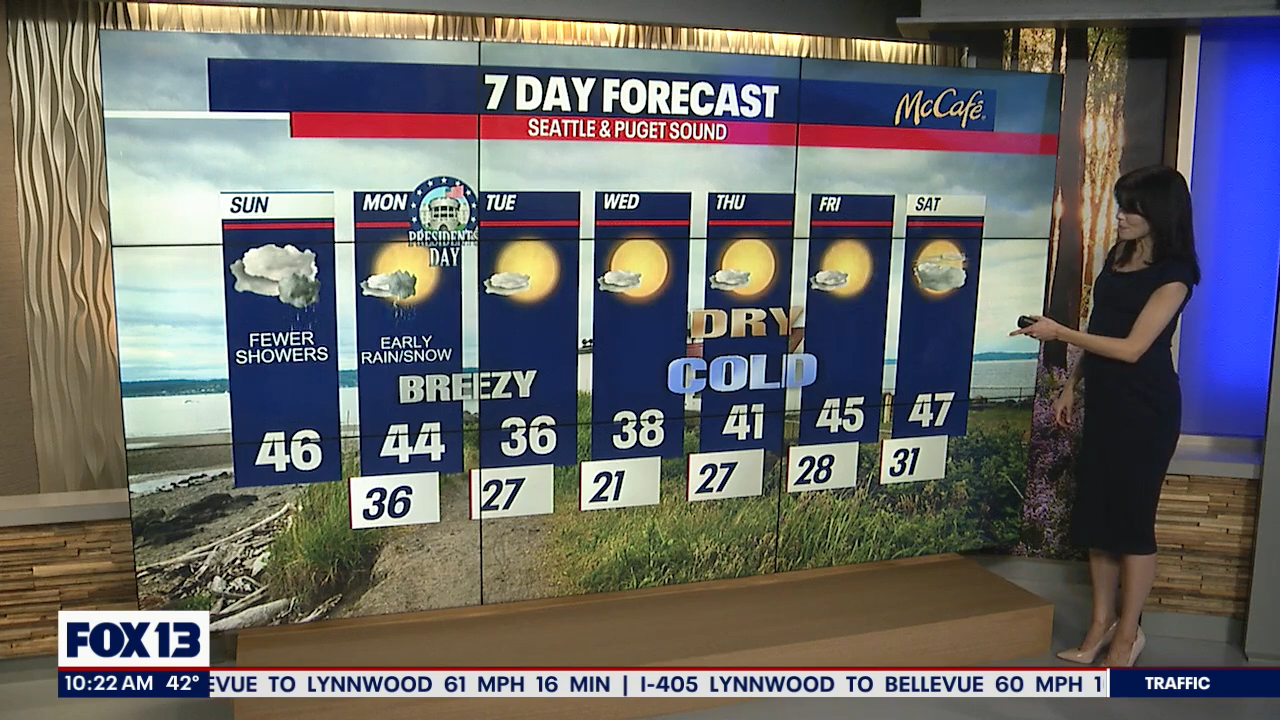 7 DAY FORECAST
McCafé
SEATTLE & PUGET SOUND
SUN
MON
TUE
WED
THU
FRI
SAT
PRESIDENTS
DAY
FEWER
SHOWERS
EARLY
RAIN/SNOW
BREEZY
DRY
COLD
46
44
36
38
41
45
47
36
27
21
27
28
31
FOX 13
10:22 AM 42°
EVUE TO LYNNWOOD 61 MPH 16 MIN | I-405 LYNNWOOD TO BELLEVUE 60 MPH 1
TRAFFIC